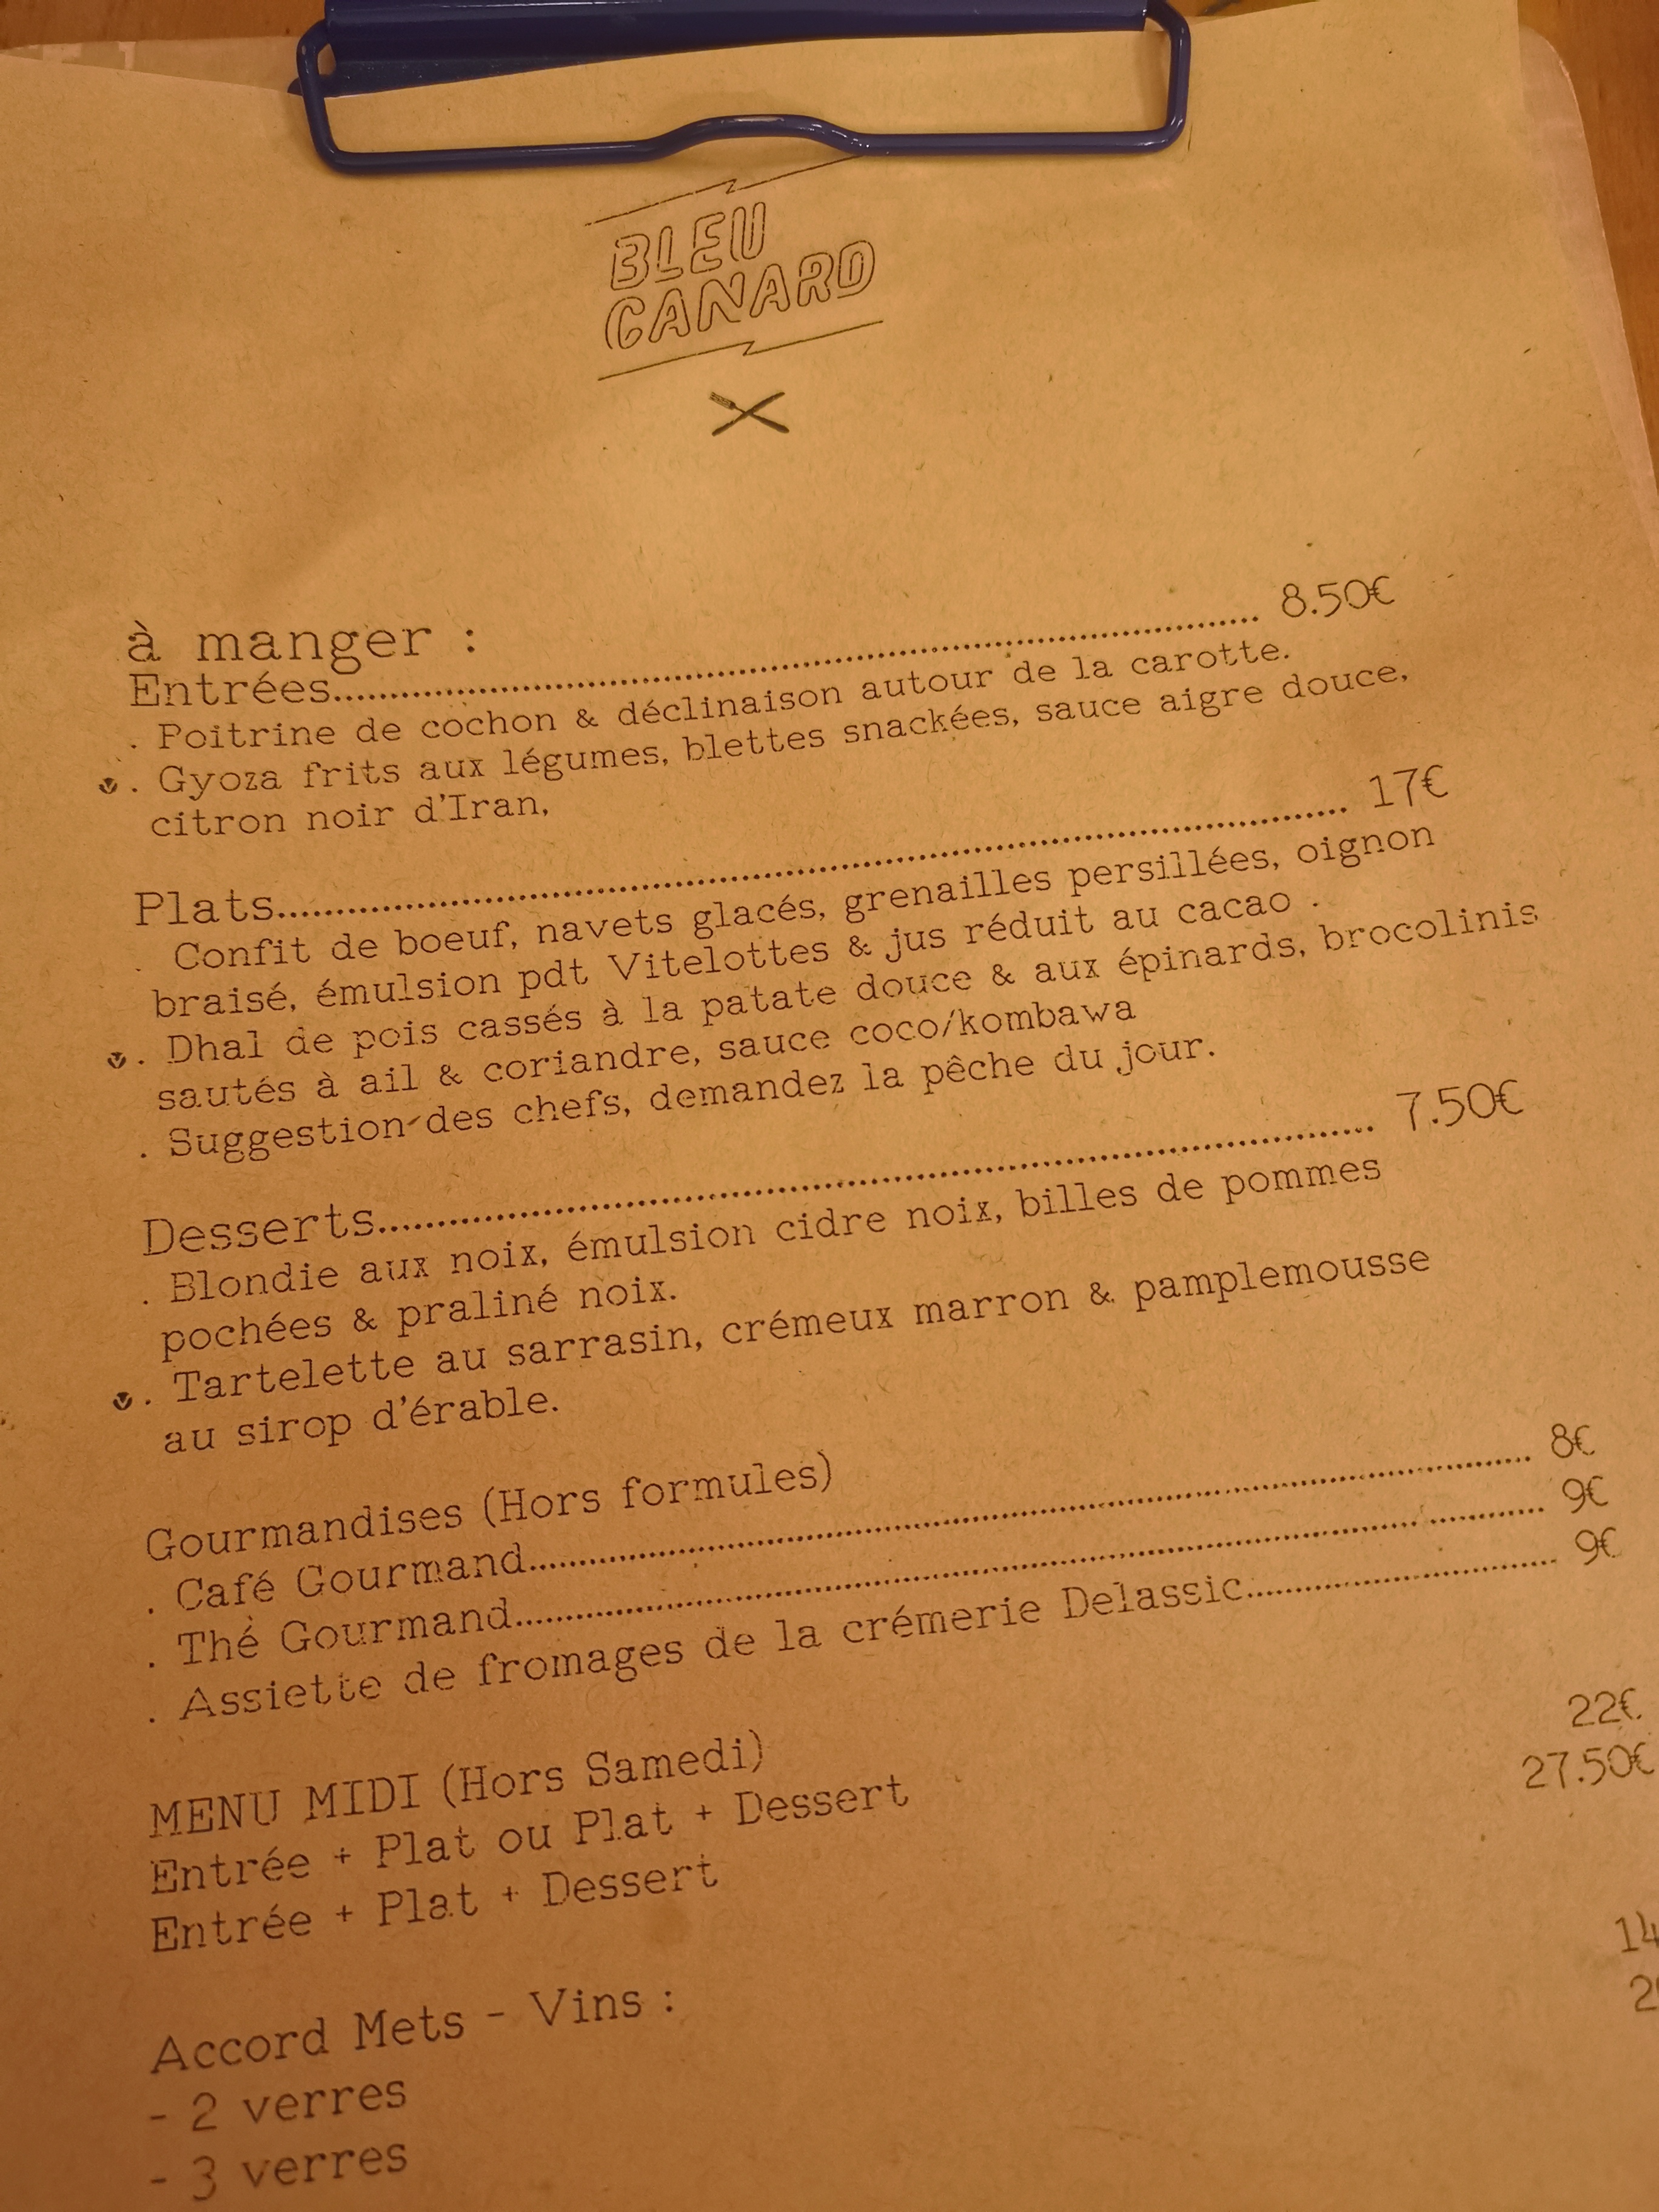 BLEU
CANARD
à manger :
Entrées.......... 8.50€
. Poitrine de cochon & déclinaison autour de la carotte.
. Gyoza frits aux légumes, blettes snackées, sauce aigre douce,
citron noir d'Iran,
Plats.......... 17€
. Confit de boeuf, navets glacés, grenailles persillées, oignon
braisé, émulsion pdt Vitelottes & jus réduit au cacao .
. Dhal de pois cassés à la patate douce & aux épinards, brocolinis
sautés à ail & coriandre, sauce coco/kombawa
. Suggestion des chefs, demandez la pêche du jour.
Desserts.......... 7.50€
. Blondie aux noix, émulsion cidre noix, billes de pommes
pochées & praliné noix.
. Tartelette au sarrasin, crémeux marron & pamplemousse
au sirop d'érable.
Gourmandises (Hors formules)
. Café Gourmand.......... 8€
. Thé Gourmand.......... 9€
. Assiette de fromages de la crémerie Delassic.......... 9€
MENU MIDI (Hors Samedi)
Entrée + Plat ou Plat + Dessert 22€
Entrée + Plat + Dessert 27.50€
Accord Mets - Vins :
- 2 verres 14
- 3 verres